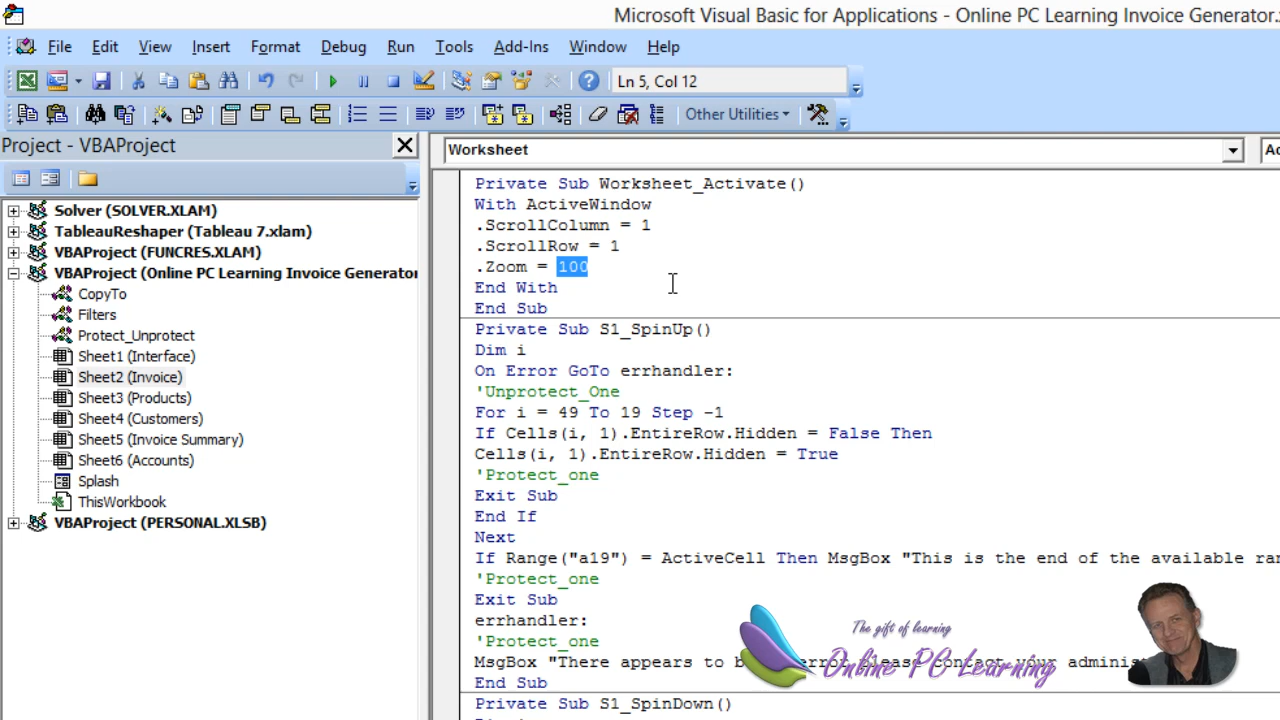 Microsoft Visual Basic for Applications - Online PC Learning Invoice Generator.
File Edit View Insert Format Debug Run Tools Add-Ins Window Help
Ln 5, Col 12
Other Utilities
Project - VBAProject
Solver (SOLVER.XLAM)
TableauReshaper (Tableau 7.xlam)
VBAProject (FUNCRES.XLAM)
VBAProject (Online PC Learning Invoice Generator
CopyTo
Filters
Protect_Unprotect
Sheet1 (Interface)
Sheet2 (Invoice)
Sheet3 (Products)
Sheet4 (Customers)
Sheet5 (Invoice Summary)
Sheet6 (Accounts)
Splash
ThisWorkbook
VBAProject (PERSONAL.XLSB)
Worksheet
Ac
Private Sub Worksheet_Activate()
With ActiveWindow
.ScrollColumn = 1
.ScrollRow = 1
.Zoom = 100
End With
End Sub
Private Sub S1_SpinUp()
Dim i
On Error GoTo errhandler:
'Unprotect_One
For i = 49 To 19 Step -1
If Cells(i, 1).EntireRow.Hidden = False Then
Cells(i, 1).EntireRow.Hidden = True
'Protect_one
Exit Sub
End If
Next
If Range("a19") = ActiveCell Then MsgBox "This is the end of the available ran
'Protect_one
Exit Sub
errhandler:
'Protect_one
MsgBox "There appears to b error please contact your adminis
End Sub
Private Sub S1_SpinDown()
The gift of learning
Online PC Learning